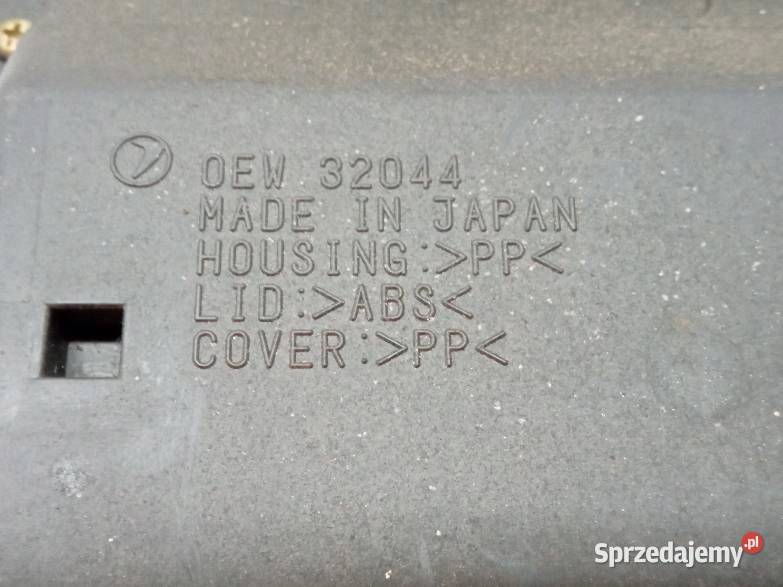 OEW 32044
MADE IN JAPAN
HOUSING:>PP<
LID:>ABS<
COVER:>PP<
Sprzedajemy.pl